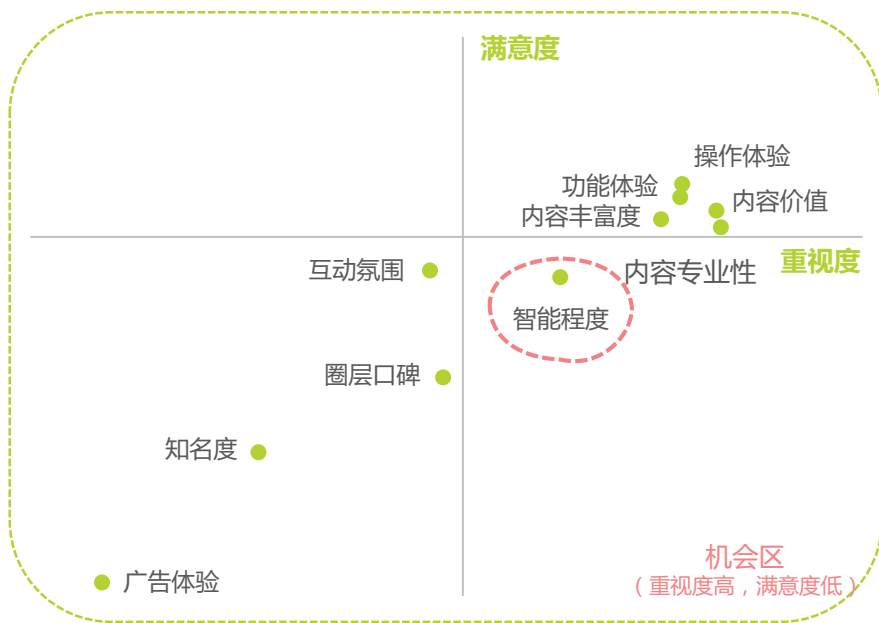 满意度
操作体验
功能体验
内容价值
内容丰富度
重视度
互动氛围
内容专业性
智能程度
圈层口碑
知名度
机会区
（重视度高，满意度低）
广告体验